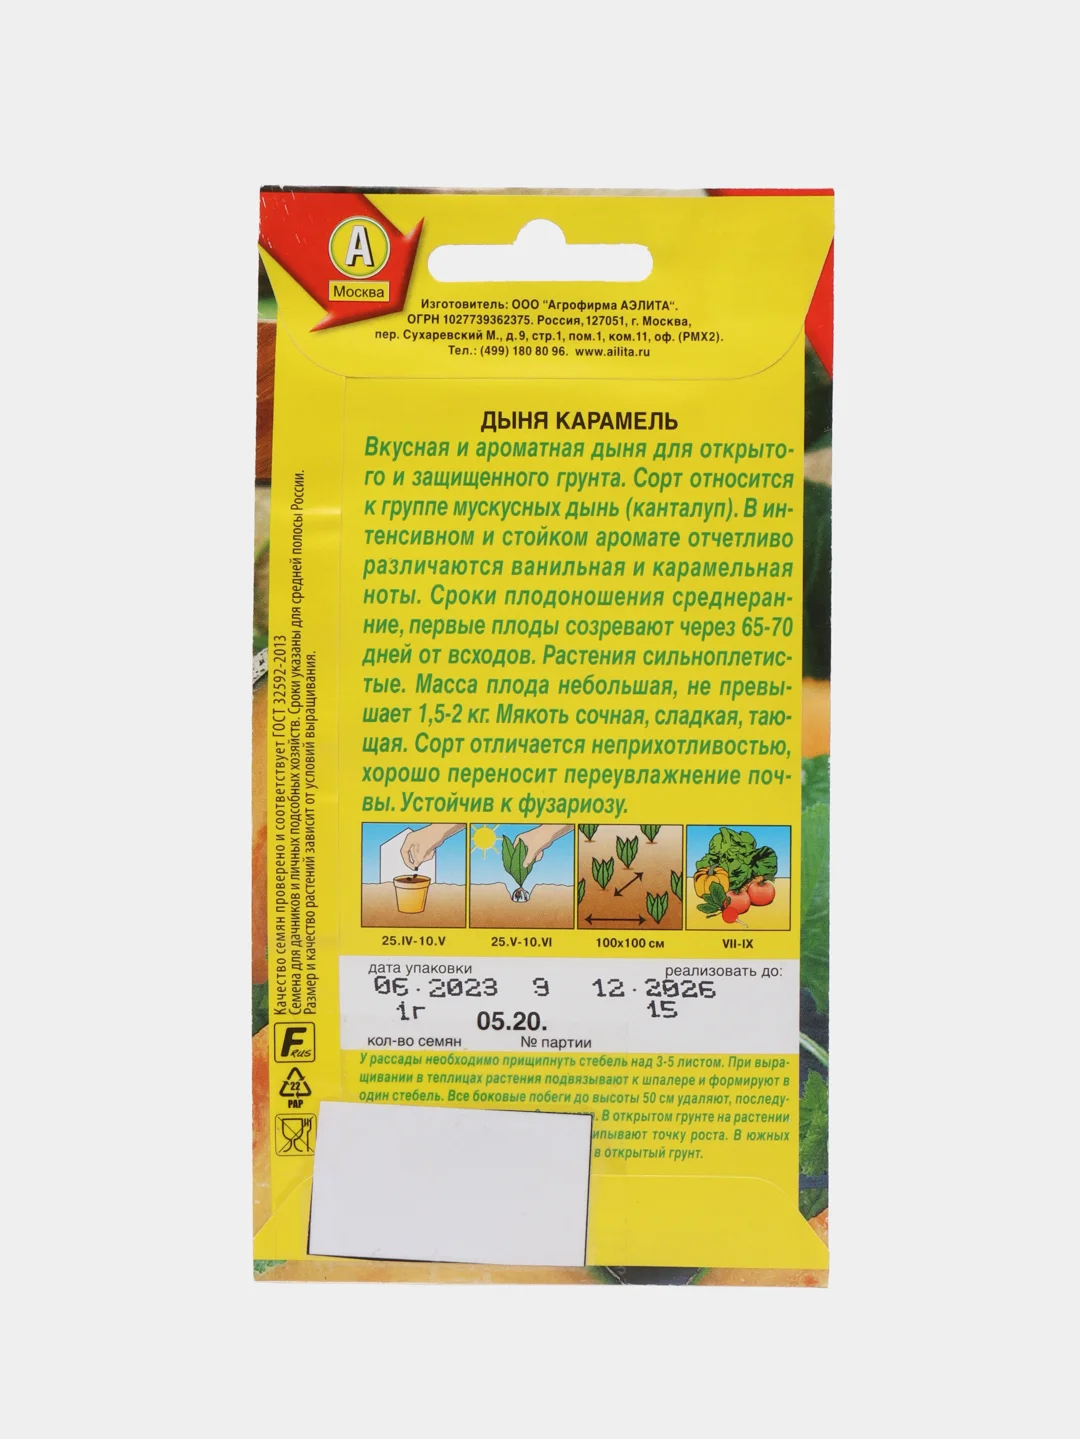 А
Москва
Изготовитель: ООО "Агрофирма АЭЛИТА".
ОГРН 1027739362375. Россия,127051, г. Москва,
пер. Сухаревский М., д.9, стр.1, пом.1, ком.11, оф. (РМХ2).
Тел.: (499) 180 80 96. www.ailita.ru
ДЫНЯ КАРАМЕЛЬ
Вкусная и ароматная дыня для открыто-
го и защищенного грунта. Сорт относится
к группе мускусных дынь (канталуп). В ин-
тенсивном и стойком аромате отчетливо
различаются ванильная и карамельная
ноты. Сроки плодоношения среднеран-
ние, первые плоды созревают через 65-70
дней от всходов. Растения сильноплетис-
тые. Масса плода небольшая, не превы-
шает 1,5-2 кг. Мякоть сочная, сладкая, таю-
щая. Сорт отличается неприхотливостью,
хорошо переносит переувлажнение поч-
вы. Устойчив к фузариозу.
25.IV-10.V 25.V-10.VI 100х100 см VII-IX
дата упаковки реализовать до:
06.2023 9 12.2026
1г 05.20. 15
кол-во семян № партии
У рассады необходимо прищипнуть стебель над 3-5 листом. При выра-
щивании в теплицах растения подвязывают к шпалере и формируют в
один стебель. Все боковые побеги до высоты 50 см удаляют, последу-
В открытом грунте на растении
точку роста. В южных
в открытый грунт.
Качество семян проверено и соответствует ГОСТ 32592-2013
Семена для дачников и личных подсобных хозяйств. Сроки указаны для средней полосы России.
Размер и качество растений зависит от условий выращивания.
F RUS
22
PAP